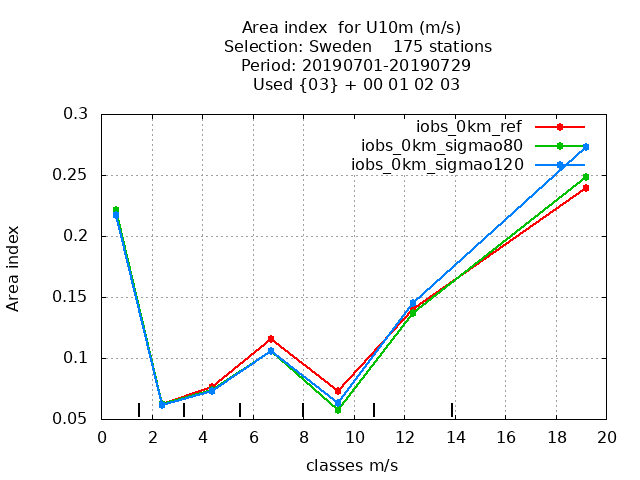 Area index  for U10m (m/s)
Selection: Sweden    175 stations
Period: 20190701-20190729
Used {03} + 00 01 02 03
0.3
0.25
0.2
0.15
0.1
0.05
Area index
iobs_0km_ref
iobs_0km_sigmao80
iobs_0km_sigmao120
0 2 4 6 8 10 12 14 16 18 20
classes m/s